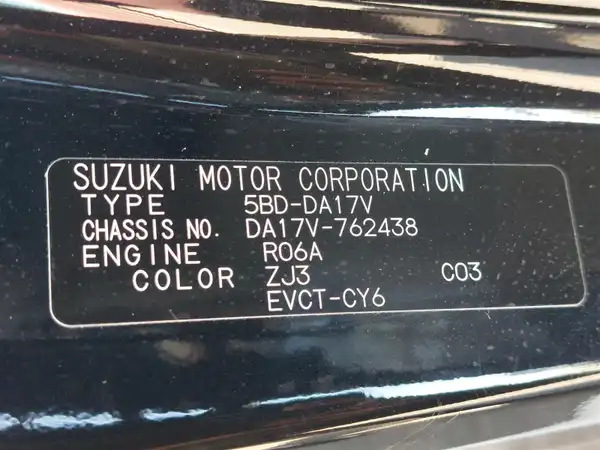 SUZUKI MOTOR CORPORATION
TYPE 5BD-DA17V
CHASSIS NO. DA17V-762438
ENGINE R06A
COLOR ZJ3 C03
EVCT-CY6